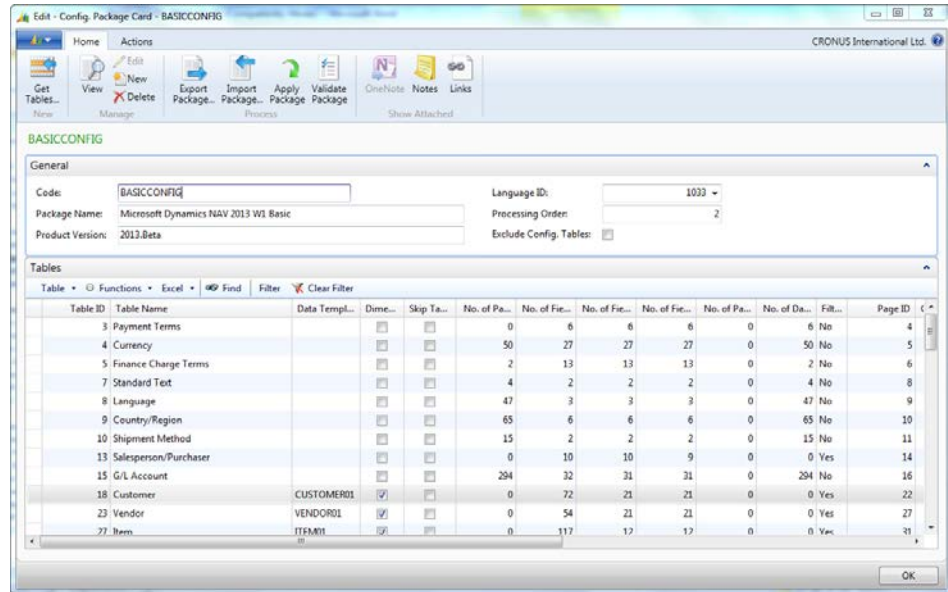 Edit - Config. Package Card - BASICCONFIG
Home Actions CRONUS International Ltd.
Get Tables... View Edit New Delete Export Package... Import Package... Apply Package Validate Package OneNote Notes Links
New Manage Process Show Attached
BASICCONFIG
General
Code: BASICCONFIG Language ID: 1033
Package Name: Microsoft Dynamics NAV 2013 W1 Basic Processing Order: 2
Product Version: 2013.Beta Exclude Config. Tables:
Tables
Table Functions Excel Find Filter Clear Filter
Table ID Table Name Data Templ... Dime... Skip Ta... No. of Pa... No. of Fie... No. of Fie... No. of Fie... No. of Pa... No. of Da... Filt... Page ID
3 Payment Terms 0 6 6 6 0 6 No 4
4 Currency 50 27 27 27 0 50 No 5
5 Finance Charge Terms 2 13 13 13 0 2 No 6
7 Standard Text 4 2 2 2 0 4 No 8
8 Language 47 3 3 3 0 47 No 9
9 Country/Region 65 6 6 6 0 65 No 10
10 Shipment Method 15 2 2 2 0 15 No 11
13 Salesperson/Purchaser 0 10 10 9 0 0 Yes 14
15 G/L Account 294 32 31 31 0 294 No 16
18 Customer CUSTOMER01 0 72 21 21 0 0 Yes 22
23 Vendor VENDOR01 0 54 21 21 0 0 Yes 27
27 Item ITEM01 0 117 12 12 0 0 Yes 31
OK